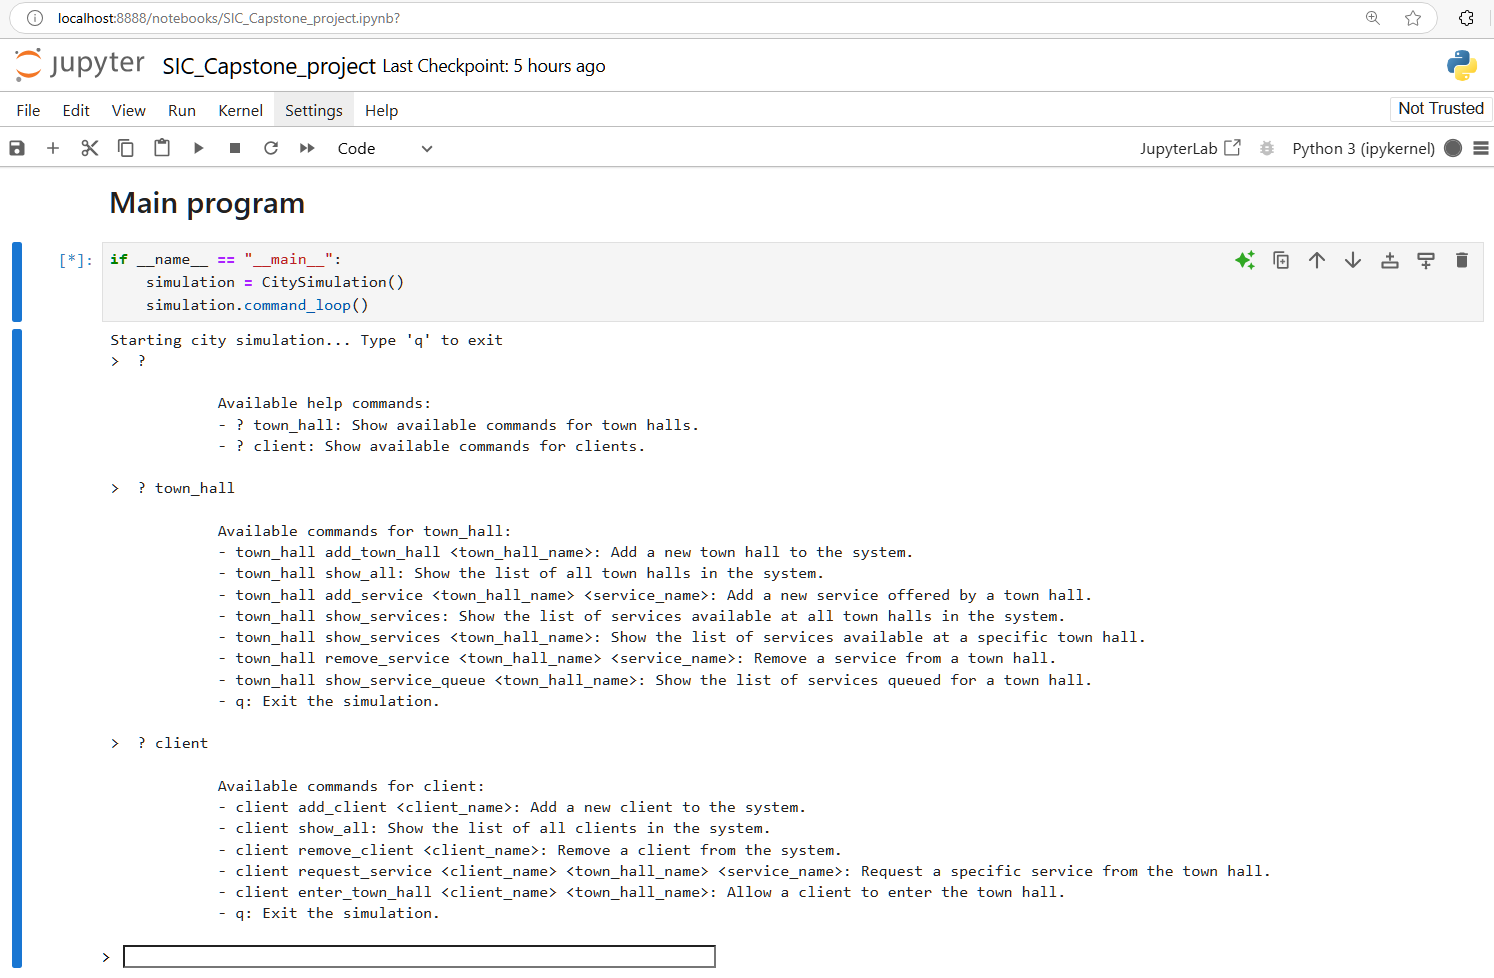 localhost:8888/notebooks/SIC_Capstone_project.ipynb?
jupyter SIC_Capstone_project Last Checkpoint: 5 hours ago
File Edit View Run Kernel Settings Help Not Trusted
Code JupyterLab Python 3 (ipykernel)
Main program
[*]: if __name__ == "__main__":
simulation = CitySimulation()
simulation.command_loop()
Starting city simulation... Type 'q' to exit
> ?
Available help commands:
- ? town_hall: Show available commands for town halls.
- ? client: Show available commands for clients.
> ? town_hall
Available commands for town_hall:
- town_hall add_town_hall <town_hall_name>: Add a new town hall to the system.
- town_hall show_all: Show the list of all town halls in the system.
- town_hall add_service <town_hall_name> <service_name>: Add a new service offered by a town hall.
- town_hall show_services: Show the list of services available at all town halls in the system.
- town_hall show_services <town_hall_name>: Show the list of services available at a specific town hall.
- town_hall remove_service <town_hall_name> <service_name>: Remove a service from a town hall.
- town_hall show_service_queue <town_hall_name>: Show the list of services queued for a town hall.
- q: Exit the simulation.
> ? client
Available commands for client:
- client add_client <client_name>: Add a new client to the system.
- client show_all: Show the list of all clients in the system.
- client remove_client <client_name>: Remove a client from the system.
- client request_service <client_name> <town_hall_name> <service_name>: Request a specific service from the town hall.
- client enter_town_hall <client_name> <town_hall_name>: Allow a client to enter the town hall.
- q: Exit the simulation.
>